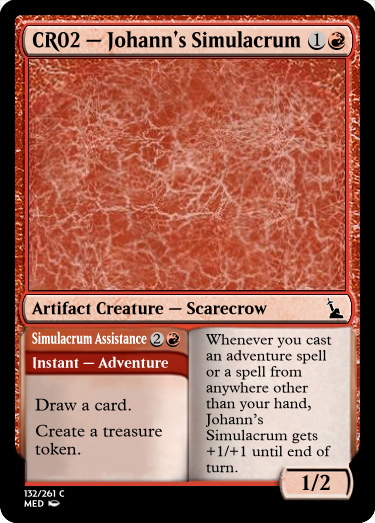 CR02 — Johann's Simulacrum 1
Artifact Creature — Scarecrow
Simulacrum Assistance 2
Instant — Adventure
Draw a card.
Create a treasure
token.
Whenever you cast
an adventure spell
or a spell from
anywhere other
than your hand,
Johann's
Simulacrum gets
+1/+1 until end of
turn.
1/2
132/261 C
MED